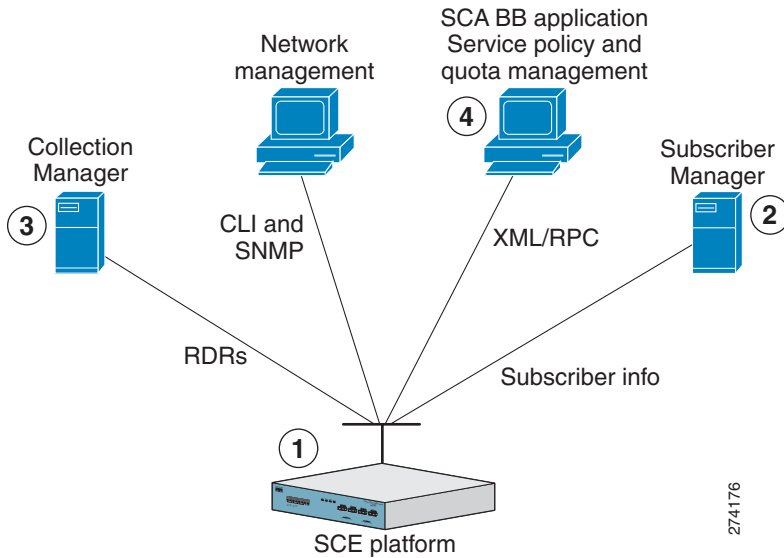 SCA BB application
Service policy and
quota management
Network
management
4
Collection
Manager
Subscriber
Manager
3
2
CLI and
SNMP
XML/RPC
RDRs
Subscriber info
1
SCE platform
274176